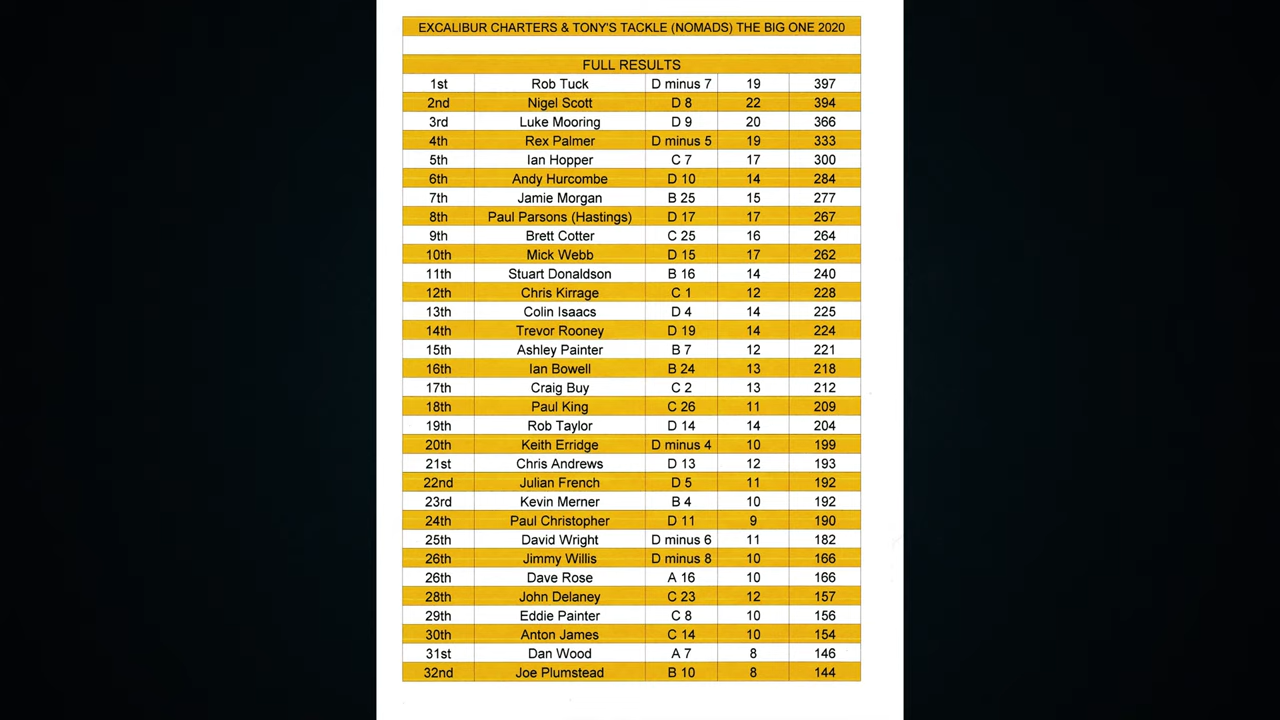 EXCALIBUR CHARTERS & TONY'S TACKLE (NOMADS) THE BIG ONE 2020
FULL RESULTS
1st Rob Tuck D minus 7 19 397
2nd Nigel Scott D 8 22 394
3rd Luke Mooring D 9 20 366
4th Rex Palmer D minus 5 19 333
5th Ian Hopper C 7 17 300
6th Andy Hurcombe D 10 14 284
7th Jamie Morgan B 25 15 277
8th Paul Parsons (Hastings) D 17 17 267
9th Brett Cotter C 25 16 264
10th Mick Webb D 15 17 262
11th Stuart Donaldson B 16 14 240
12th Chris Kirrage C 1 12 228
13th Colin Isaacs D 4 14 225
14th Trevor Rooney D 19 14 224
15th Ashley Painter B 7 12 221
16th Ian Bowell B 24 13 218
17th Craig Buy C 2 13 212
18th Paul King C 26 11 209
19th Rob Taylor D 14 14 204
20th Keith Erridge D minus 4 10 199
21st Chris Andrews D 13 12 193
22nd Julian French D 5 11 192
23rd Kevin Merner B 4 10 192
24th Paul Christopher D 11 9 190
25th David Wright D minus 6 11 182
26th Jimmy Willis D minus 8 10 166
26th Dave Rose A 16 10 166
28th John Delaney C 23 12 157
29th Eddie Painter C 8 10 156
30th Anton James C 14 10 154
31st Dan Wood A 7 8 146
32nd Joe Plumstead B 10 8 144